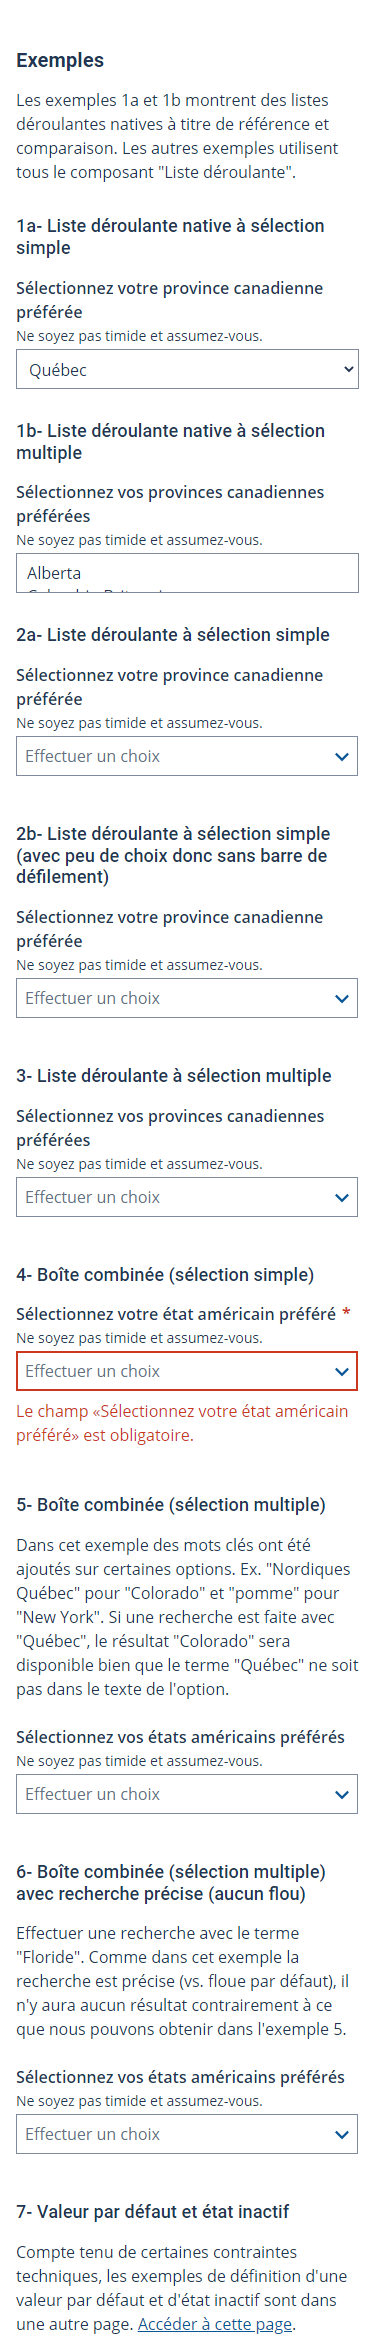 Exemples
Les exemples 1a et 1b montrent des listes
déroulantes natives à titre de référence et
comparaison. Les autres exemples utilisent
tous le composant "Liste déroulante".
1a- Liste déroulante native à sélection
simple
Sélectionnez votre province canadienne
préférée
Ne soyez pas timide et assumez-vous.
Québec
1b- Liste déroulante native à sélection
multiple
Sélectionnez vos provinces canadiennes
préférées
Ne soyez pas timide et assumez-vous.
Alberta
2a- Liste déroulante à sélection simple
Sélectionnez votre province canadienne
préférée
Ne soyez pas timide et assumez-vous.
Effectuer un choix
2b- Liste déroulante à sélection simple
(avec peu de choix donc sans barre de
défilement)
Sélectionnez votre province canadienne
préférée
Ne soyez pas timide et assumez-vous.
Effectuer un choix
3- Liste déroulante à sélection multiple
Sélectionnez vos provinces canadiennes
préférées
Ne soyez pas timide et assumez-vous.
Effectuer un choix
4- Boîte combinée (sélection simple)
Sélectionnez votre état américain préféré *
Ne soyez pas timide et assumez-vous.
Effectuer un choix
Le champ «Sélectionnez votre état américain
préféré» est obligatoire.
5- Boîte combinée (sélection multiple)
Dans cet exemple des mots clés ont été
ajoutés sur certaines options. Ex. "Nordiques
Québec" pour "Colorado" et "pomme" pour
"New York". Si une recherche est faite avec
"Québec", le résultat "Colorado" sera
disponible bien que le terme "Québec" ne soit
pas dans le texte de l'option.
Sélectionnez vos états américains préférés
Ne soyez pas timide et assumez-vous.
Effectuer un choix
6- Boîte combinée (sélection multiple)
avec recherche précise (aucun flou)
Effectuer une recherche avec le terme
"Floride". Comme dans cet exemple la
recherche est précise (vs. floue par défaut), il
n'y aura aucun résultat contrairement à ce
que nous pouvons obtenir dans l'exemple 5.
Sélectionnez vos états américains préférés
Ne soyez pas timide et assumez-vous.
Effectuer un choix
7- Valeur par défaut et état inactif
Compte tenu de certaines contraintes
techniques, les exemples de définition d'une
valeur par défaut et d'état inactif sont dans
une autre page. Accéder à cette page.